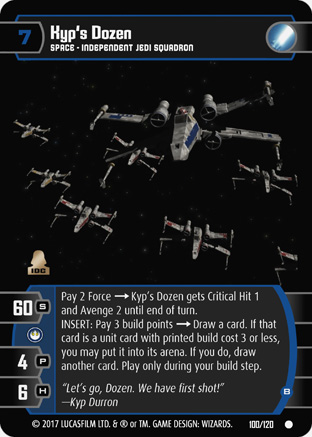 7
Kyp's Dozen
SPACE - INDEPENDENT JEDI SQUADRON
IDC
60 S
4 P
6 H
Pay 2 Force → Kyp's Dozen gets Critical Hit 1
and Avenge 2 until end of turn.
INSERT: Pay 3 build points → Draw a card. If that
card is a unit card with printed build cost 3 or less,
you may put it into its arena. If you do, draw
another card. Play only during your build step.
"Let's go, Dozen. We have first shot!"
—Kyp Durron
B
© 2017 LUCASFILM LTD. & ® or TM. GAME DESIGN: WIZARDS. 100/120